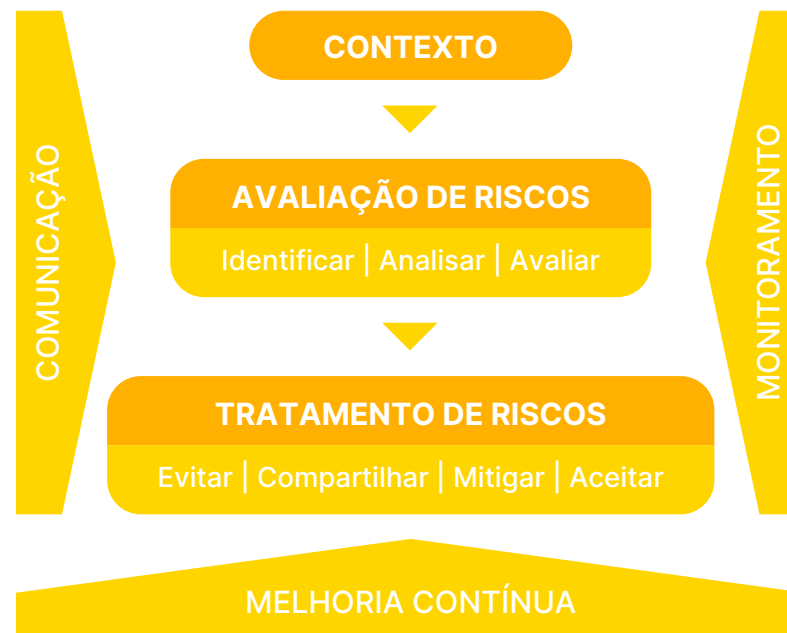 CONTEXTO
COMUNICAÇÃO
AVALIAÇÃO DE RISCOS
Identificar | Analisar | Avaliar
MONITORAMENTO
TRATAMENTO DE RISCOS
Evitar | Compartilhar | Mitigar | Aceitar
MELHORIA CONTÍNUA